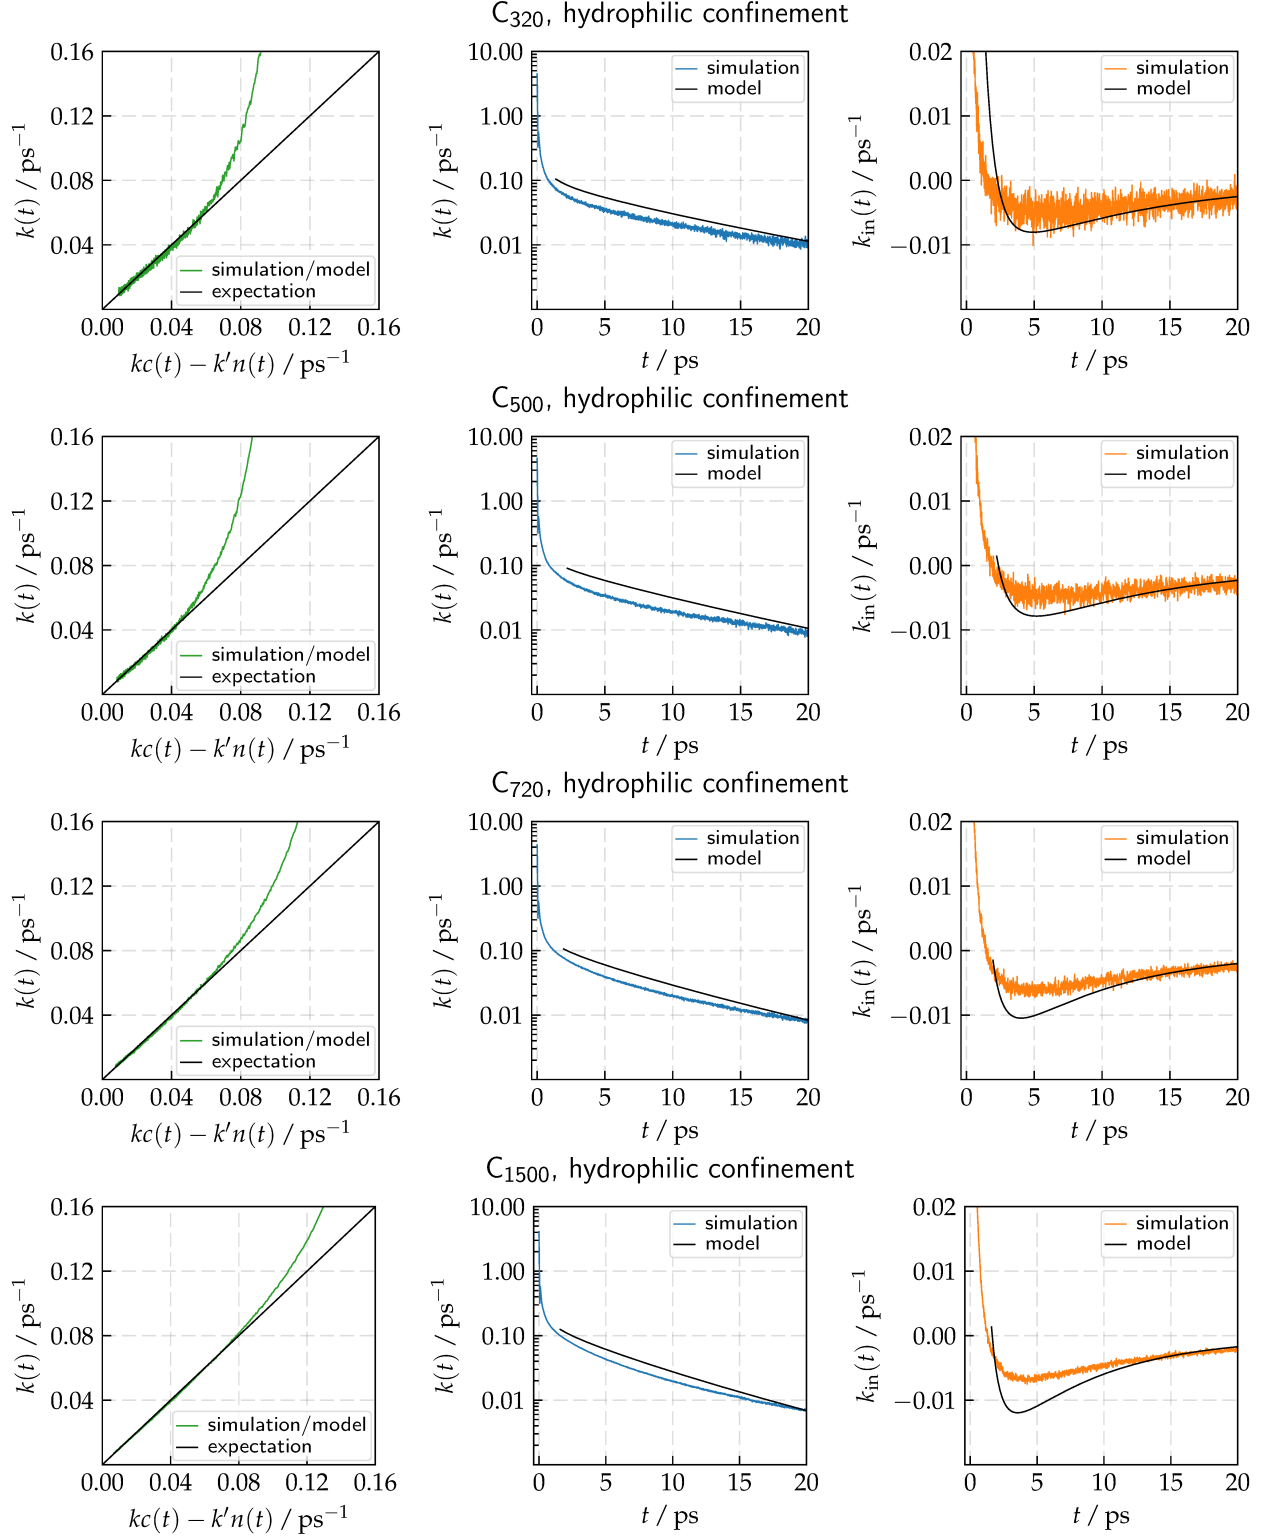 C320, hydrophilic confinement
0.16
0.12
0.08
0.04
0.00 0.04 0.08 0.12 0.16
k(t) / ps−1
kc(t) − k′n(t) / ps−1
simulation/model
expectation
10.00
1.00
0.10
0.01
0 5 10 15 20
k(t) / ps−1
t / ps
simulation
model
0.02
0.01
0.00
−0.01
0 5 10 15 20
kin(t) / ps−1
t / ps
simulation
model
C500, hydrophilic confinement
0.16
0.12
0.08
0.04
0.00 0.04 0.08 0.12 0.16
k(t) / ps−1
kc(t) − k′n(t) / ps−1
simulation/model
expectation
10.00
1.00
0.10
0.01
0 5 10 15 20
k(t) / ps−1
t / ps
simulation
model
0.02
0.01
0.00
−0.01
0 5 10 15 20
kin(t) / ps−1
t / ps
simulation
model
C720, hydrophilic confinement
0.16
0.12
0.08
0.04
0.00 0.04 0.08 0.12 0.16
k(t) / ps−1
kc(t) − k′n(t) / ps−1
simulation/model
expectation
10.00
1.00
0.10
0.01
0 5 10 15 20
k(t) / ps−1
t / ps
simulation
model
0.02
0.01
0.00
−0.01
0 5 10 15 20
kin(t) / ps−1
t / ps
simulation
model
C1500, hydrophilic confinement
0.16
0.12
0.08
0.04
0.00 0.04 0.08 0.12 0.16
k(t) / ps−1
kc(t) − k′n(t) / ps−1
simulation/model
expectation
10.00
1.00
0.10
0.01
0 5 10 15 20
k(t) / ps−1
t / ps
simulation
model
0.02
0.01
0.00
−0.01
0 5 10 15 20
kin(t) / ps−1
t / ps
simulation
model